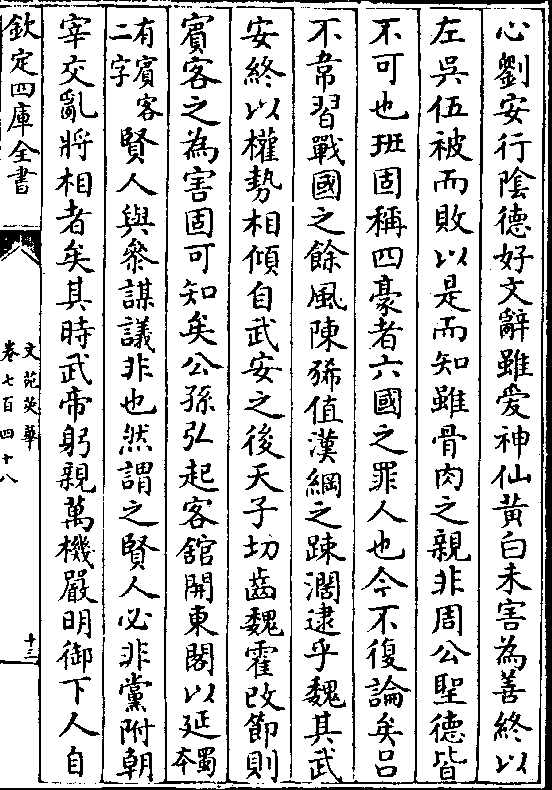 心劉安行陰德好文辭雖愛神仙黃白未害為善終以
左吳伍被而敗以是而知雖骨肉之親非周公聖德皆
不可也班固稱四豪者六國之罪人也今不復論矣吕
不韋習戰國之餘風陳豨值漢綱之踈濶逮乎魏其武
安終以權勢相傾自武安之後天子切齒魏霍改節則
賓客之為害固可知矣公孫弘起客舘開東閣以延蜀本
有賓客二字賢人與叅謀議非也然謂之賢人必非黨附朝
宰交亂將相者矣其時武帝躬親萬機嚴明御下人自
欽定四庫全書
文苑英華
卷七百四十八
十三